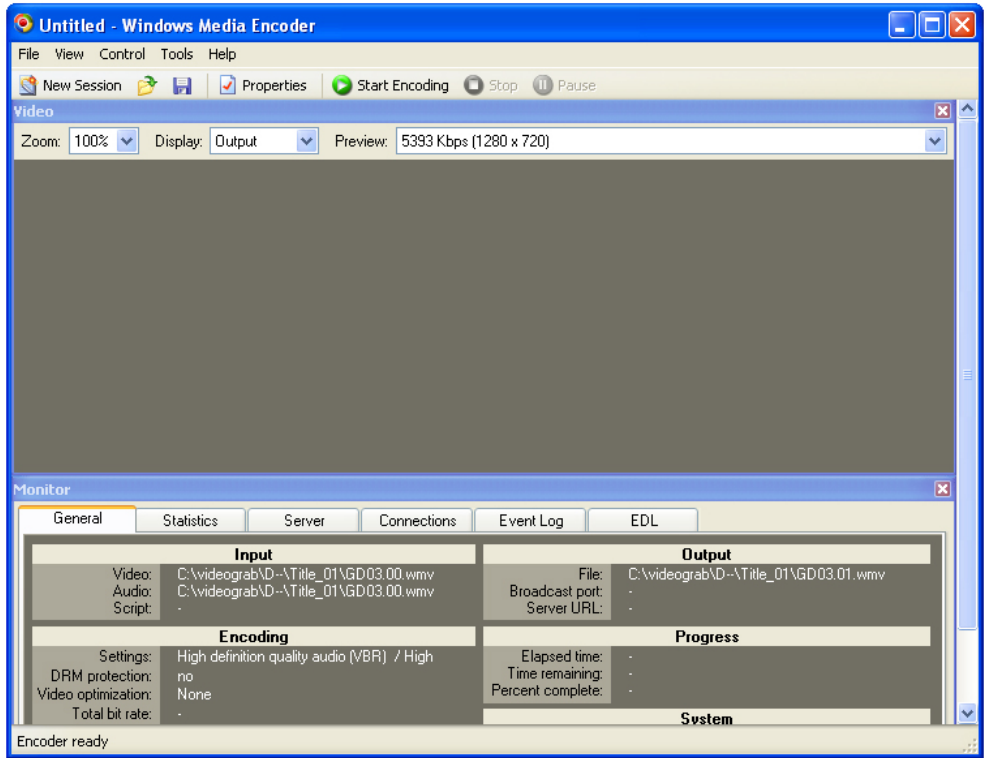 Untitled - Windows Media Encoder
File View Control Tools Help
New Session Properties Start Encoding Stop Pause
Video
Zoom: 100% Display: Output Preview: 5393 Kbps (1280 x 720)
Monitor
General Statistics Server Connections Event Log EDL
Input
Video: C:\videograb\D--\Title_01\GD03.00.wmv
Audio: C:\videograb\D--\Title_01\GD03.00.wmv
Script: -
Output
File: C:\videograb\D--\Title_01\GD03.01.wmv
Broadcast port: -
Server URL: -
Encoding
Settings: High definition quality audio (VBR) / High
DRM protection: no
Video optimization: None
Total bit rate: -
Progress
Elapsed time: -
Time remaining: -
Percent complete: -
System
Encoder ready